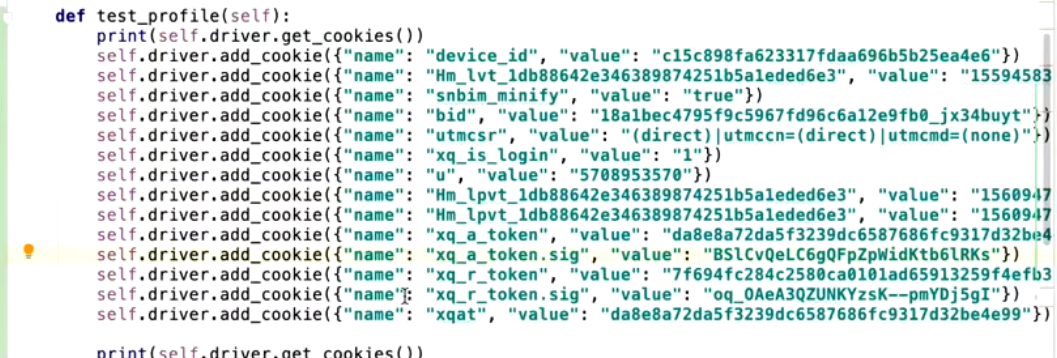 def test_profile(self):
print(self.driver.get_cookies())
self.driver.add_cookie({"name": "device_id", "value": "c15c898fa623317fdaa696b5b25ea4e6"})
self.driver.add_cookie({"name": "Hm_lvt_1db88642e346389874251b5a1eded6e3", "value": "15594583
self.driver.add_cookie({"name": "snbim_minify", "value": "true"})
self.driver.add_cookie({"name": "bid", "value": "18a1bec4795f9c5967fd96c6a12e9fb0_jx34buyt"})
self.driver.add_cookie({"name": "utmcsr", "value": "(direct)|utmccn=(direct)|utmcmd=(none)"})
self.driver.add_cookie({"name": "xq_is_login", "value": "1"})
self.driver.add_cookie({"name": "u", "value": "5708953570"})
self.driver.add_cookie({"name": "Hm_lpvt_1db88642e346389874251b5a1eded6e3", "value": "1560947
self.driver.add_cookie({"name": "Hm_lpvt_1db88642e346389874251b5a1eded6e3", "value": "1560947
self.driver.add_cookie({"name": "xq_a_token", "value": "da8e8a72da5f3239dc6587686fc9317d32be4
self.driver.add_cookie({"name": "xq_a_token.sig", "value": "BSlCvQeLC6gQFpZpWidKtb6lRKs"})
self.driver.add_cookie({"name": "xq_r_token", "value": "7f694fc284c2580ca0101ad65913259f4efb3
self.driver.add_cookie({"name": "xq_r_token.sig", "value": "oq_OAeA3QZUNKYzsK--pmYDj5gI"})
self.driver.add_cookie({"name": "xqat", "value": "da8e8a72da5f3239dc6587686fc9317d32be4e99"})
print(self.driver.get_cookies())